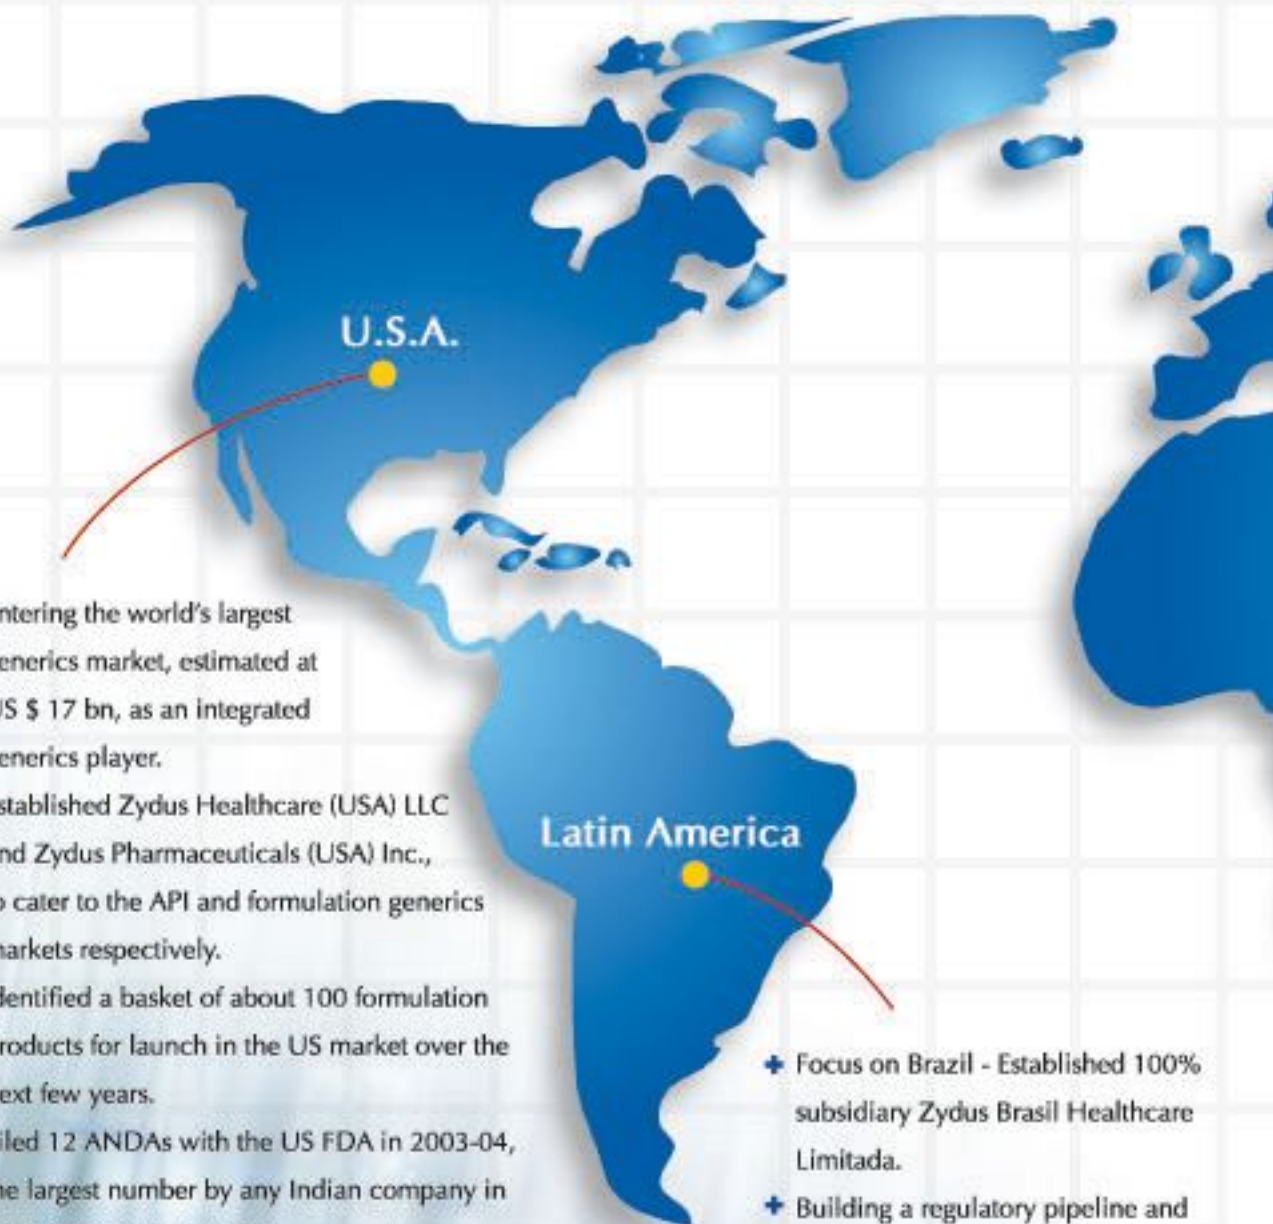 U.S.A.
ntering the world's largest
enerics market, estimated at
US $ 17 bn, as an integrated
enerics player.
stablished Zydus Healthcare (USA) LLC
nd Zydus Pharmaceuticals (USA) Inc.,
o cater to the API and formulation generics
narkets respectively.
dentified a basket of about 100 formulation
roducts for launch in the US market over the
ext few years.
iled 12 ANDAs with the US FDA in 2003-04,
he largest number by any Indian company in
Latin America
+ Focus on Brazil - Established 100%
subsidiary Zydus Brasil Healthcare
Limitada.
+ Building a regulatory pipeline and